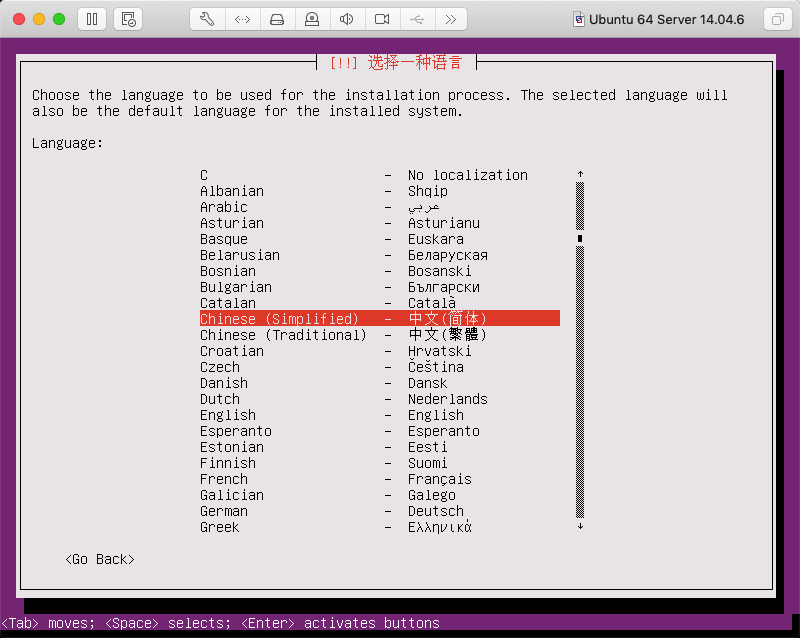 Ubuntu 64 Server 14.04.6
[!!] 选择一种语言
Choose the language to be used for the installation process. The selected language will
also be the default language for the installed system.
Language:
C - No localization
Albanian - Shqip
Arabic - عربي
Asturian - Asturianu
Basque - Euskara
Belarusian - Беларуская
Bosnian - Bosanski
Bulgarian - Български
Catalan - Català
Chinese (Simplified) - 中文(简体)
Chinese (Traditional) - 中文(繁體)
Croatian - Hrvatski
Czech - Čeština
Danish - Dansk
Dutch - Nederlands
English - English
Esperanto - Esperanto
Estonian - Eesti
Finnish - Suomi
French - Français
Galician - Galego
German - Deutsch
Greek - Ελληνικά
<Go Back>
<Tab> moves; <Space> selects; <Enter> activates buttons